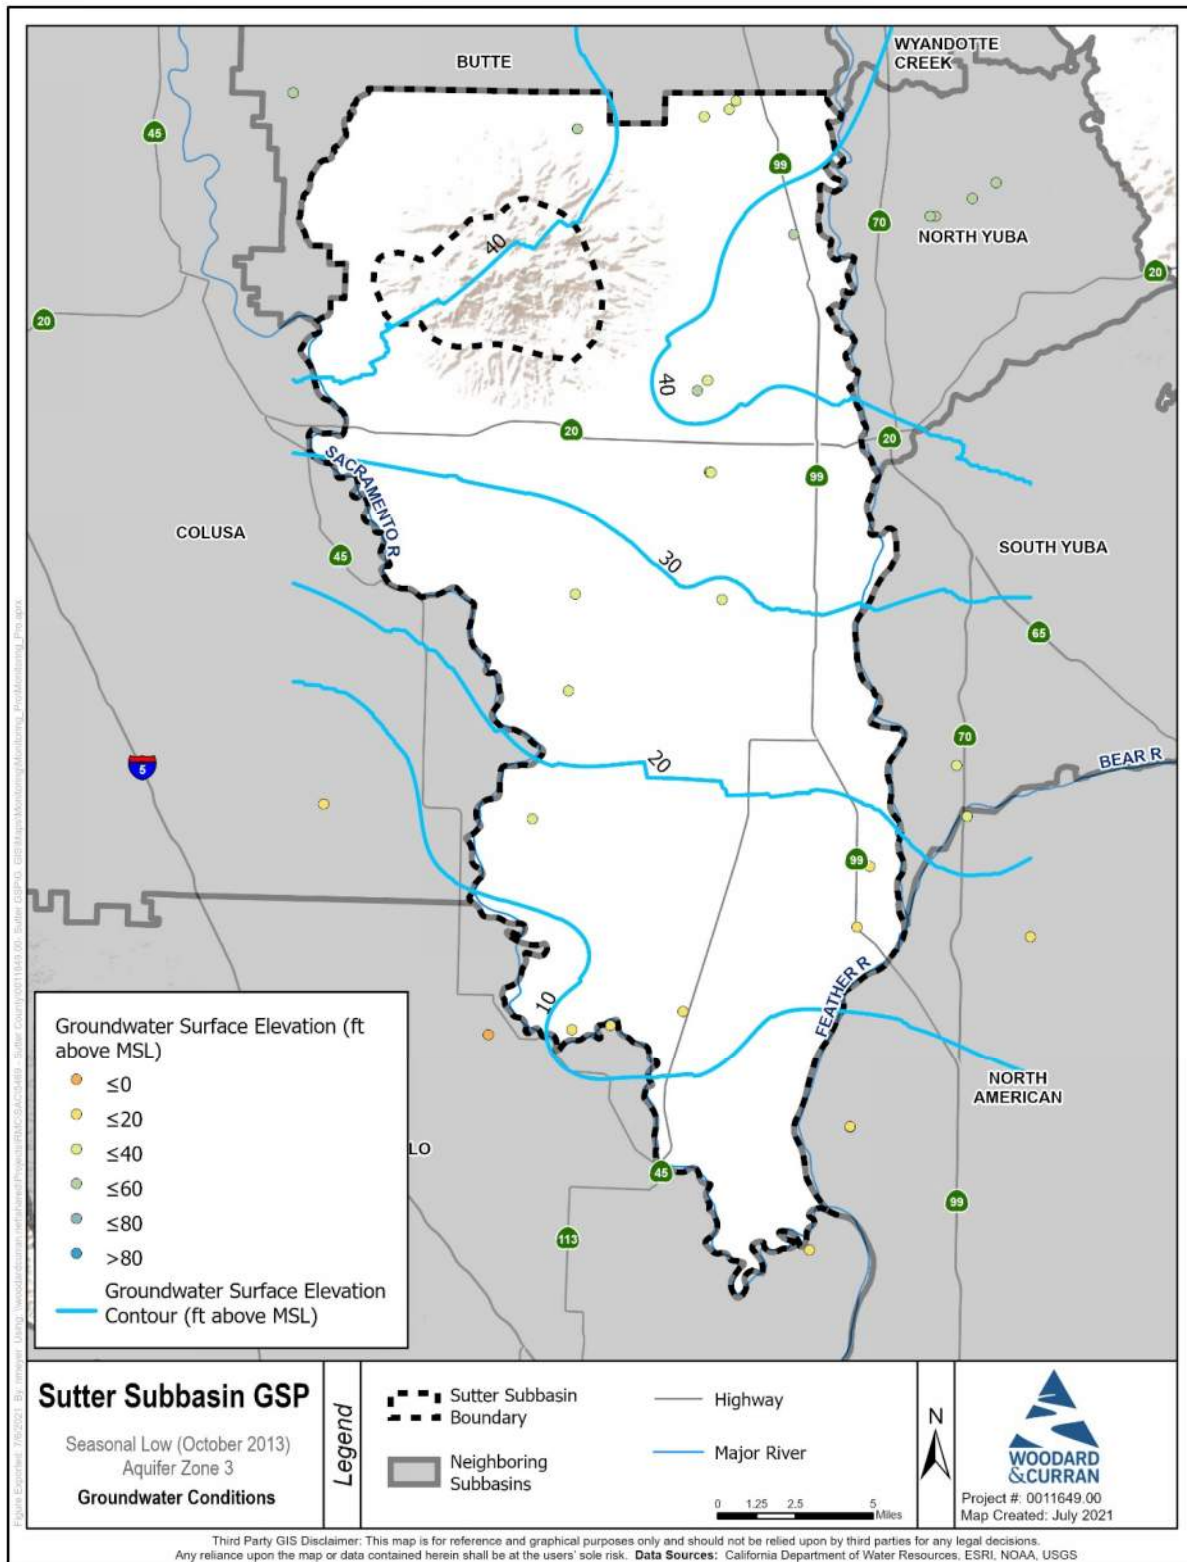 BUTTE
WYANDOTTE
CREEK
45
99
70
NORTH YUBA
20
40
20
40
20
20
99
SACRAMENTO R
COLUSA
45
30
SOUTH YUBA
65
5
20
70
BEAR R
99
10
FEATHER R
NORTH
AMERICAN
LO
45
99
113
Groundwater Surface Elevation (ft
above MSL)
≤0
≤20
≤40
≤60
≤80
>80
Groundwater Surface Elevation
Contour (ft above MSL)
Sutter Subbasin GSP
Seasonal Low (October 2013)
Aquifer Zone 3
Groundwater Conditions
Legend
Sutter Subbasin
Boundary
Neighboring
Subbasins
Highway
Major River
0 1.25 2.5 5
Miles
N
WOODARD
&CURRAN
Project #: 0011649.00
Map Created: July 2021
Third Party GIS Disclaimer: This map is for reference and graphical purposes only and should not be relied upon by third parties for any legal decisions.
Any reliance upon the map or data contained herein shall be at the users' sole risk. Data Sources: California Department of Water Resources, ESRI, NOAA, USGS